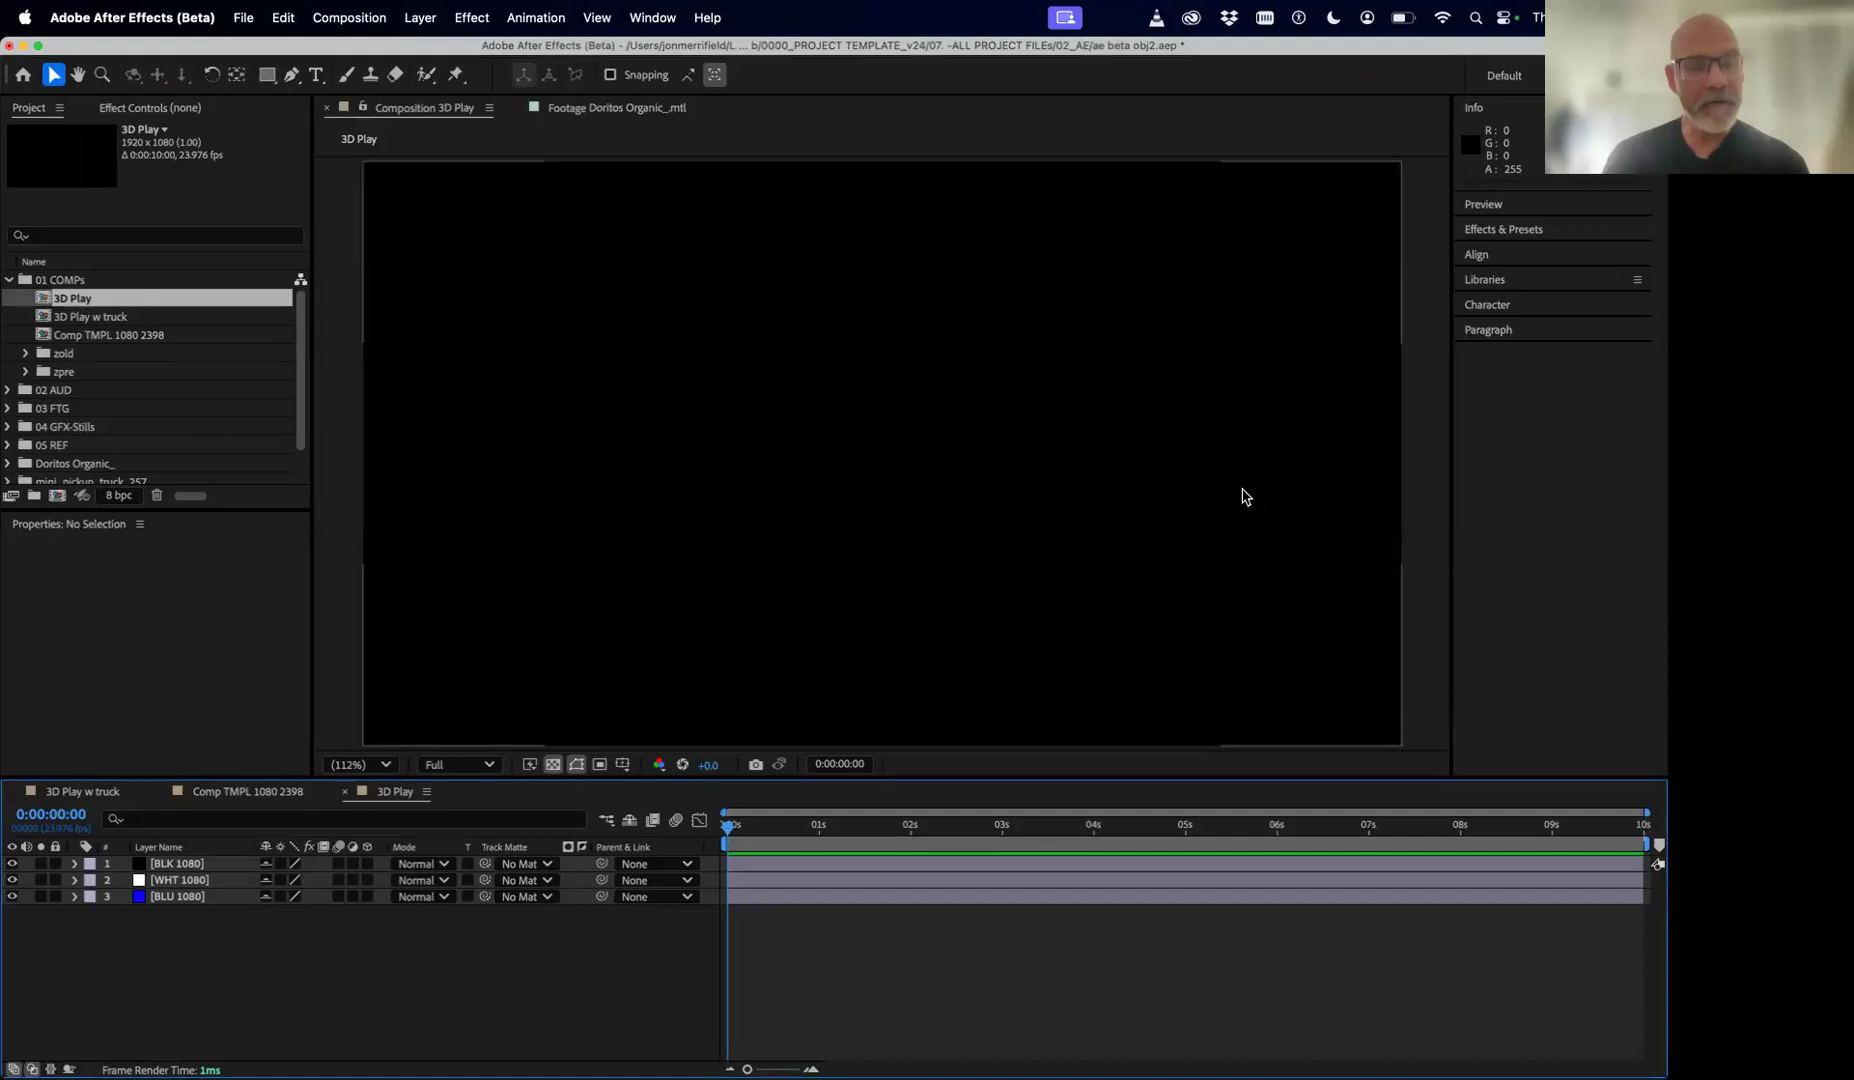 Adobe After Effects (Beta) File Edit Composition Layer Effect Animation View Window Help
Adobe After Effects (Beta) - /Users/jonmerrifield/L ... b/0000_PROJECT TEMPLATE_v24/07. -ALL PROJECT FILEs/02_AE/ae beta obj2.aep *
Snapping
Default
Project
Effect Controls (none)
Composition 3D Play
Footage Doritos Organic_.mtl
Info
3D Play
1920 x 1080 (1.00)
Δ 0:00:10:00, 23.976 fps
3D Play
R: 0
G: 0
B: 0
A: 255
Preview
Effects & Presets
Align
Libraries
Character
Paragraph
Name
01 COMPs
3D Play
3D Play w truck
Comp TMPL 1080 2398
zold
zpre
02 AUD
03 FTG
04 GFX-Stills
05 REF
Doritos Organic_
mini_pickup_truck_257
8 bpc
Properties: No Selection
(112%) Full +0.0 0:00:00:00
3D Play w truck
Comp TMPL 1080 2398
3D Play
0:00:00:00
00000 (23.976 fps)
01s 02s 03s 04s 05s 06s 07s 08s 09s 10s
# Layer Name Mode T Track Matte Parent & Link
1 [BLK 1080] Normal No Mat None
2 [WHT 1080] Normal No Mat None
3 [BLU 1080] Normal No Mat None
Frame Render Time: 1ms